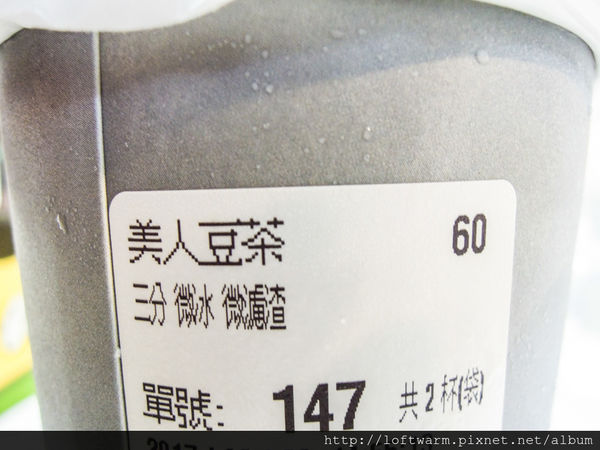 美人豆茶 60
三分 微冰 微濾渣
單號: 147 共2杯(袋)
http://loftwarm.pixnet.net/album